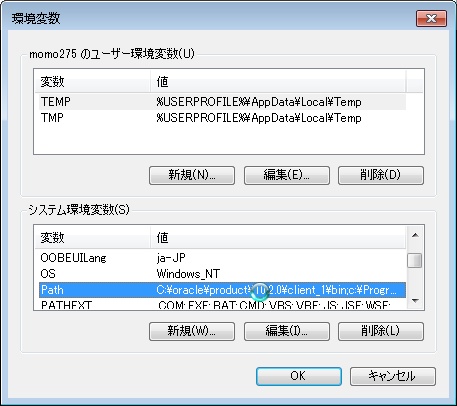 環境変数
momo275 のユーザー環境変数(U)
変数 値
TEMP %USERPROFILE%¥AppData¥Local¥Temp
TMP %USERPROFILE%¥AppData¥Local¥Temp
新規(N)... 編集(E)... 削除(D)
システム環境変数(S)
変数 値
OOBEUILang ja-JP
OS Windows_NT
Path C:¥oracle¥product¥10.2.0¥client_1¥bin;c:¥Progr...
PATHEXT .COM;.EXE;.BAT;.CMD;.VBS;.VBE;.JS;.JSE;.WSF;...
新規(W)... 編集(I)... 削除(L)
OK キャンセル